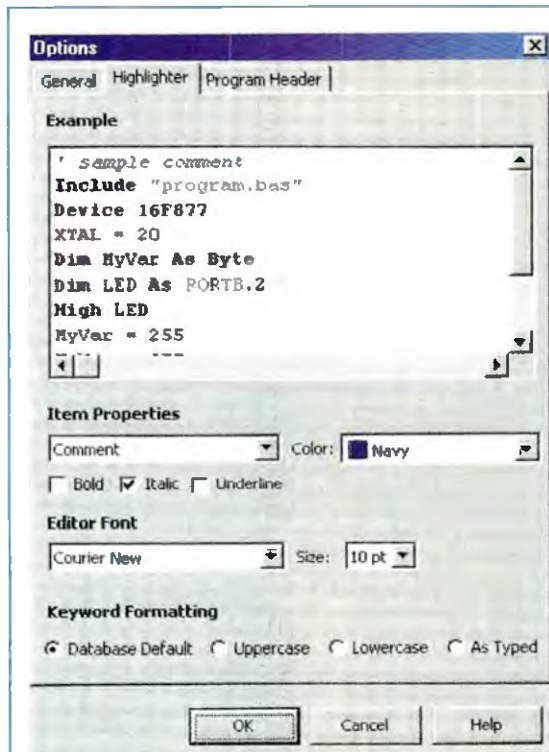 Options
General Highlighter Program Header
Example
' sample comment
Include "program.bas"
Device 16F877
XTAL = 20
Dim MyVar As Byte
Dim LED As PORTB.2
High LED
MyVar = 255
Item Properties
Comment Color: Navy
Bold Italic Underline
Editor Font
Courier New Size: 10 pt
Keyword Formatting
Database Default Uppercase Lowercase As Typed
OK Cancel Help